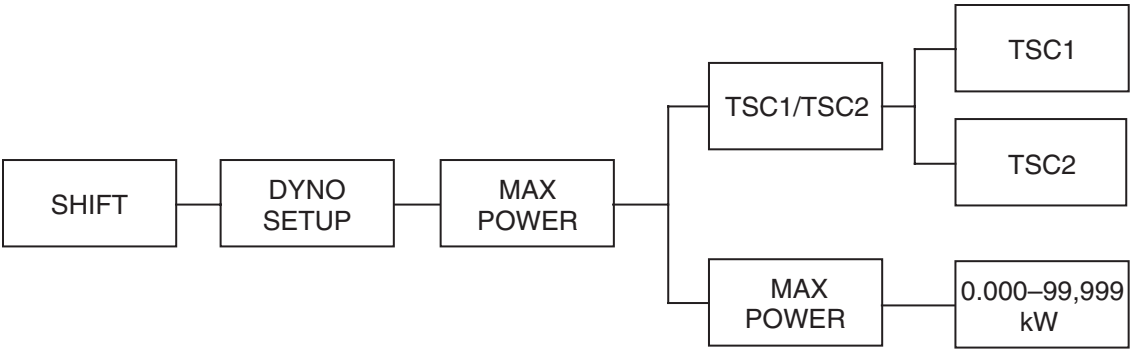 SHIFT
DYNO
SETUP
MAX
POWER
TSC1/TSC2
TSC1
TSC2
MAX
POWER
0.000–99,999
kW